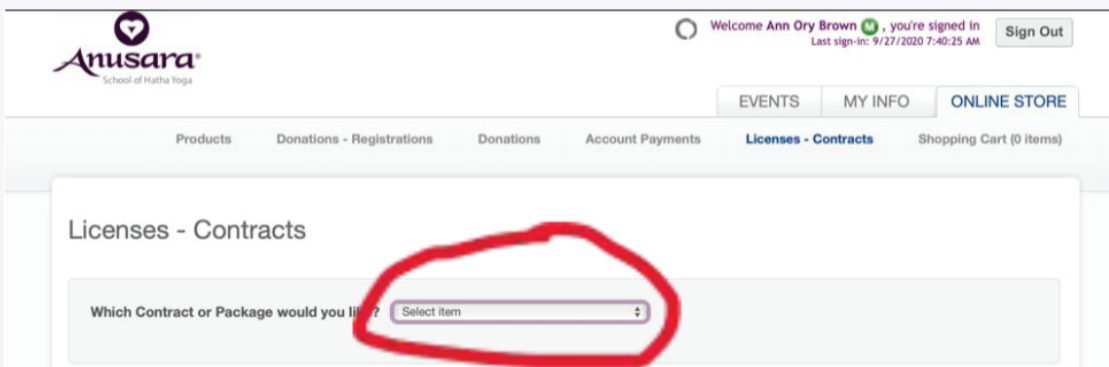 Anusara®
School of Hatha Yoga
Welcome Ann Ory Brown M , you're signed in
Last sign-in: 9/27/2020 7:40:25 AM
Sign Out
EVENTS MY INFO ONLINE STORE
Products Donations - Registrations Donations Account Payments Licenses - Contracts Shopping Cart (0 items)
Licenses - Contracts
Which Contract or Package would you like? Select item